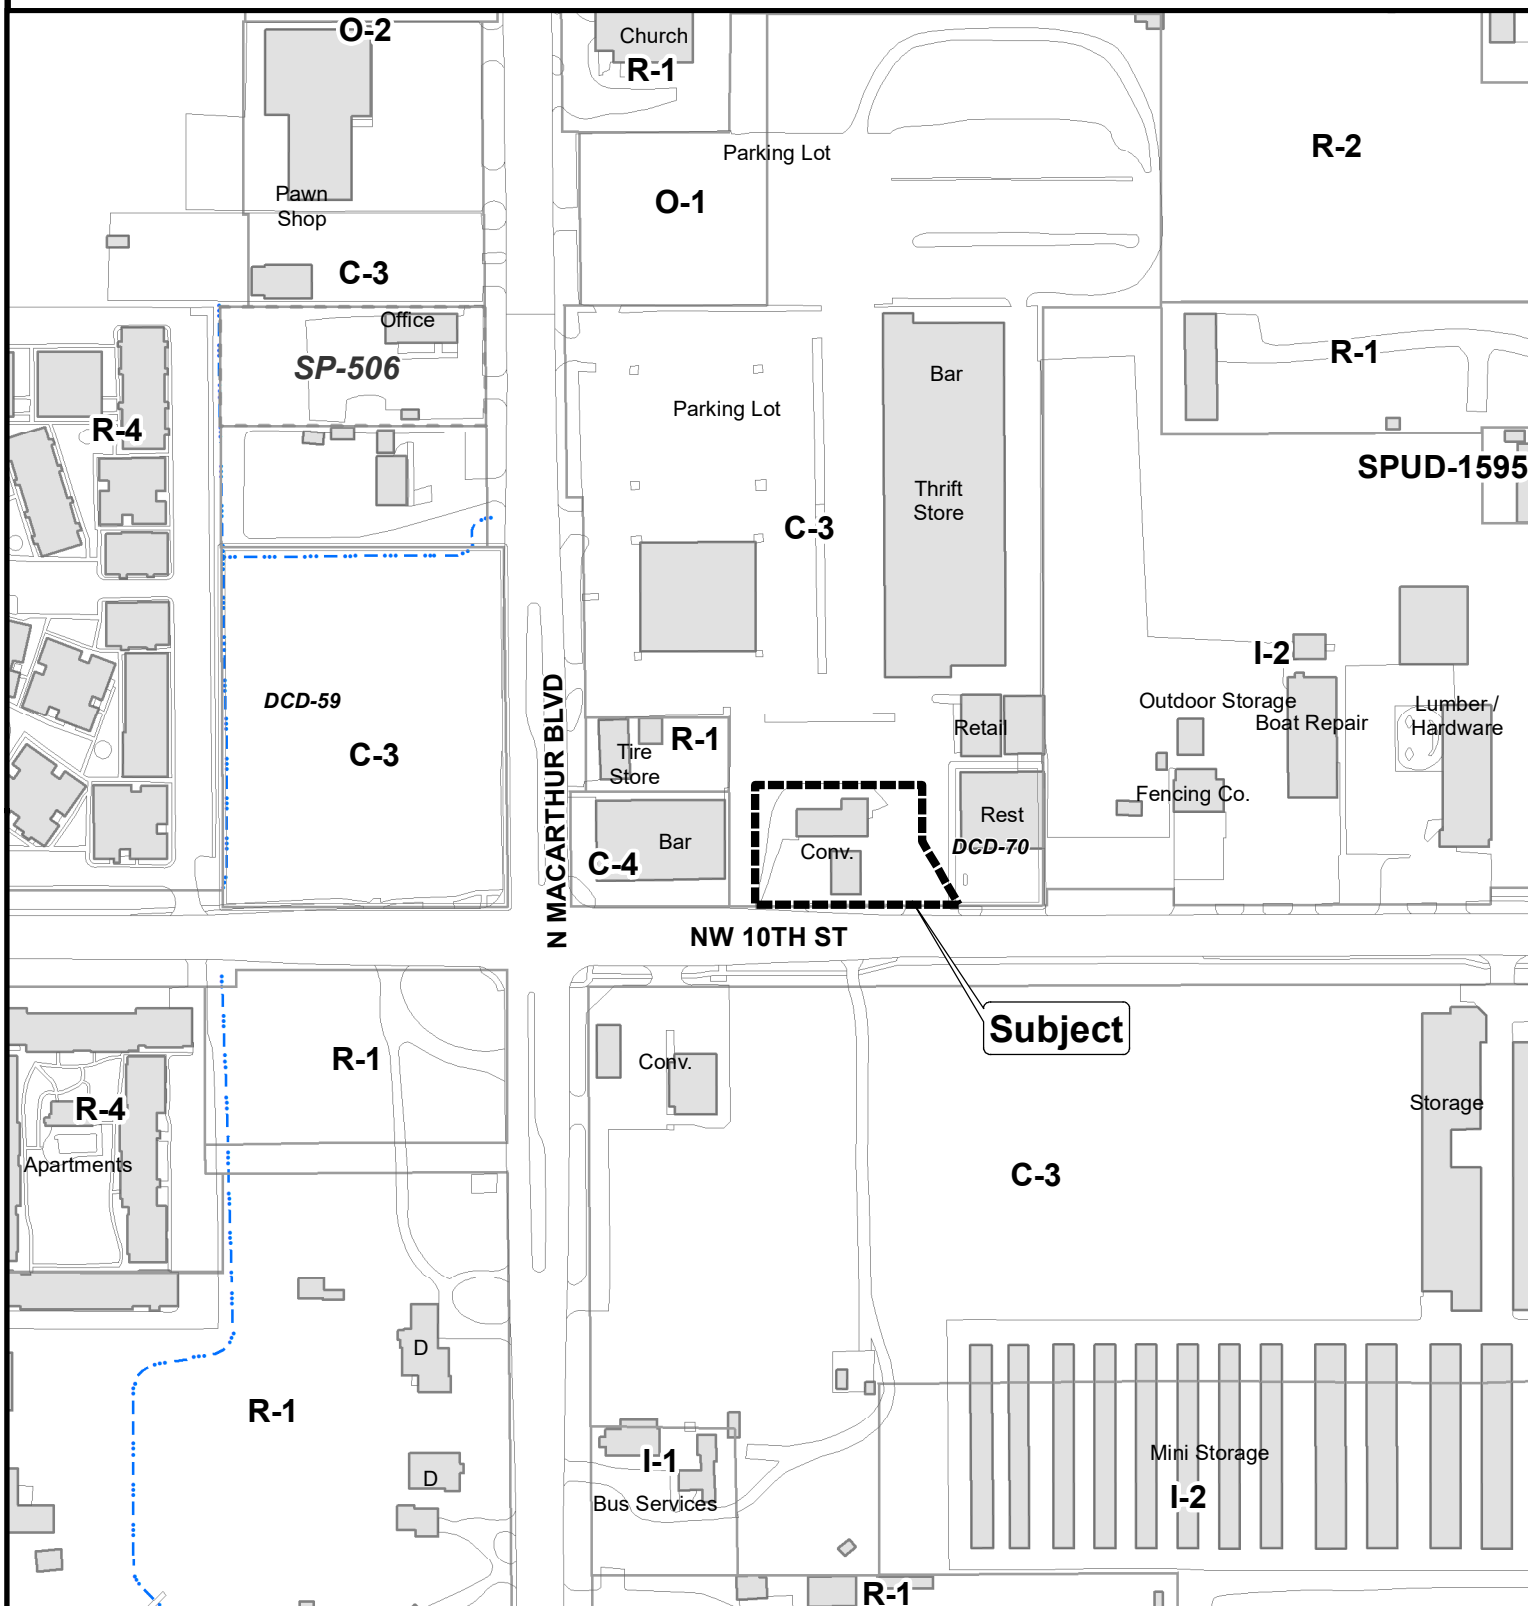 O-2
Church
R-1
R-2
Parking Lot
Pawn
Shop
O-1
C-3
Office
SP-506
R-1
Bar
Parking Lot
R-4
SPUD-1595
Thrift
Store
C-3
I-2
DCD-59
Outdoor Storage
Boat Repair
Lumber /
Hardware
Retail
R-1
Tire
Store
C-3
N MACARTHUR BLVD
Fencing Co.
Rest
DCD-70
Bar
C-4
Conv.
NW 10TH ST
Subject
R-1
Conv.
R-4
Apartments
Storage
C-3
D
R-1
D
I-1
Bus Services
Mini Storage
I-2
R-1